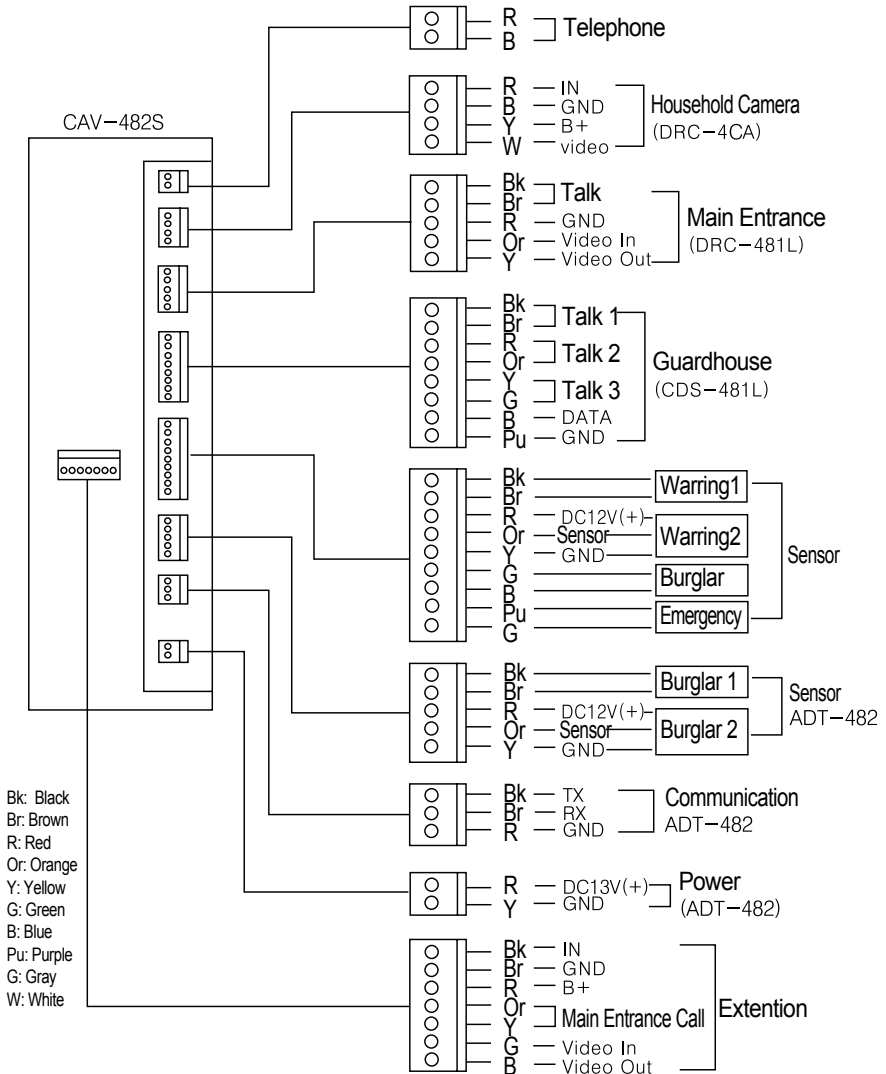 R
B
Telephone
R — IN
B — GND
Y — B+
W — video
Household Camera
(DRC-4CA)
CAV-482S
Bk
Br
Talk
R — GND
Or — Video In
Y — Video Out
Main Entrance
(DRC-481L)
Bk
Br
Talk 1
R
Or
Talk 2
Y
G
Talk 3
B — DATA
Pu — GND
Guardhouse
(CDS-481L)
Bk
Br
Warring1
R — DC12V(+)
Or — Sensor
Y — GND
Warring2
G
B
Burglar
Pu
G
Emergency
Sensor
Bk
Br
Burglar 1
R — DC12V(+)
Or — Sensor
Y — GND
Burglar 2
Sensor
ADT-482
Bk — TX
Br — RX
R — GND
Communication
ADT-482
R — DC13V(+)
Y — GND
Power
(ADT-482)
Bk — IN
Br — GND
R — B+
Or
Y
Main Entrance Call
G — Video In
B — Video Out
Extention
Bk: Black
Br: Brown
R: Red
Or: Orange
Y: Yellow
G: Green
B: Blue
Pu: Purple
G: Gray
W: White